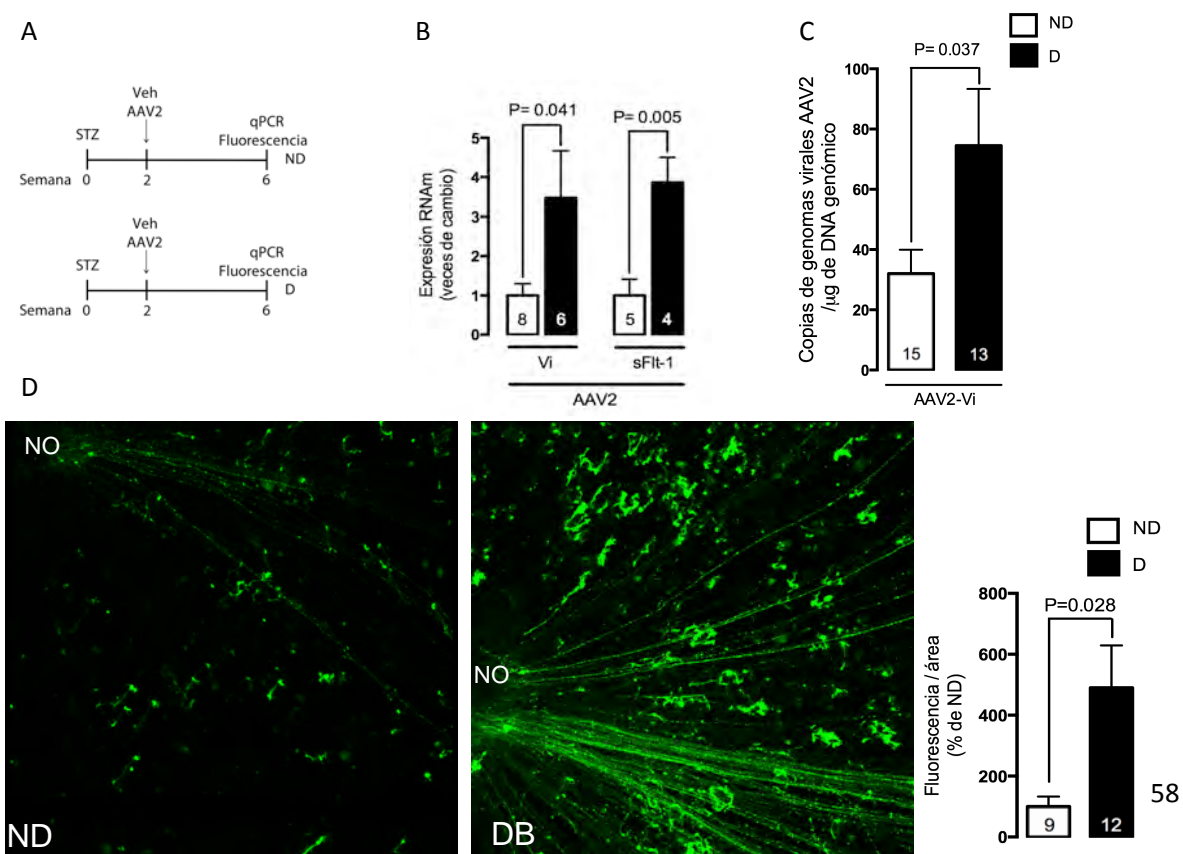 A
Veh
AAV2
STZ
qPCR
Fluorescencia
ND
Semana 0 2 6
Veh
AAV2
STZ
qPCR
Fluorescencia
D
Semana 0 2 6
B
P= 0.041
P= 0.005
Expresión RNAm
(veces de cambio)
5
4
3
2
1
0
8 6 5 4
Vi sFlt-1
AAV2
C
ND
D
P= 0.037
Copias de genomas virales AAV2
/µg de DNA genómico
100
80
60
40
20
0
15 13
AAV2-Vi
D
NO
ND
NO
DB
ND
D
P=0.028
Fluorescencia / área
(% de ND)
800
600
400
200
0
9 12
58